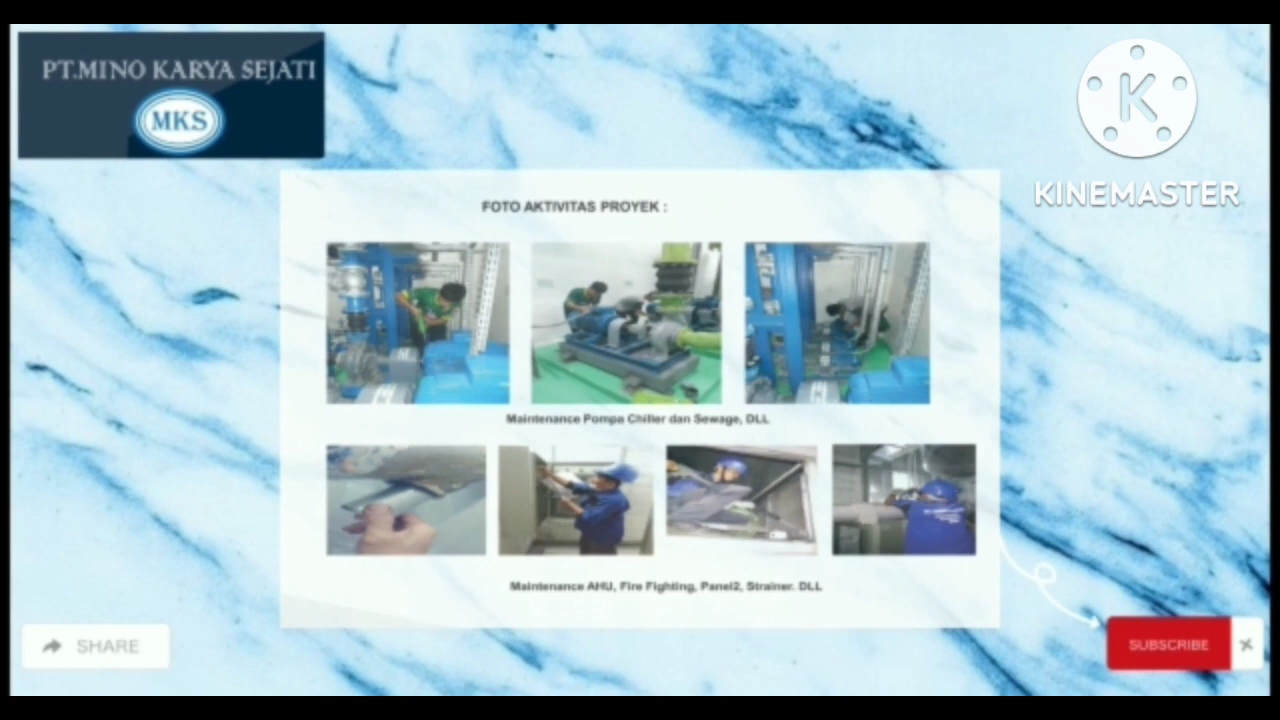 PT.MINO KARYA SEJATI
MKS
K
KINEMASTER
FOTO AKTIVITAS PROYEK :
Maintenance Pompa Chiller dan Sewage, DLL
Maintenance AHU, Fire Fighting, Panel2, Strainer. DLL
SHARE
SUBSCRIBE